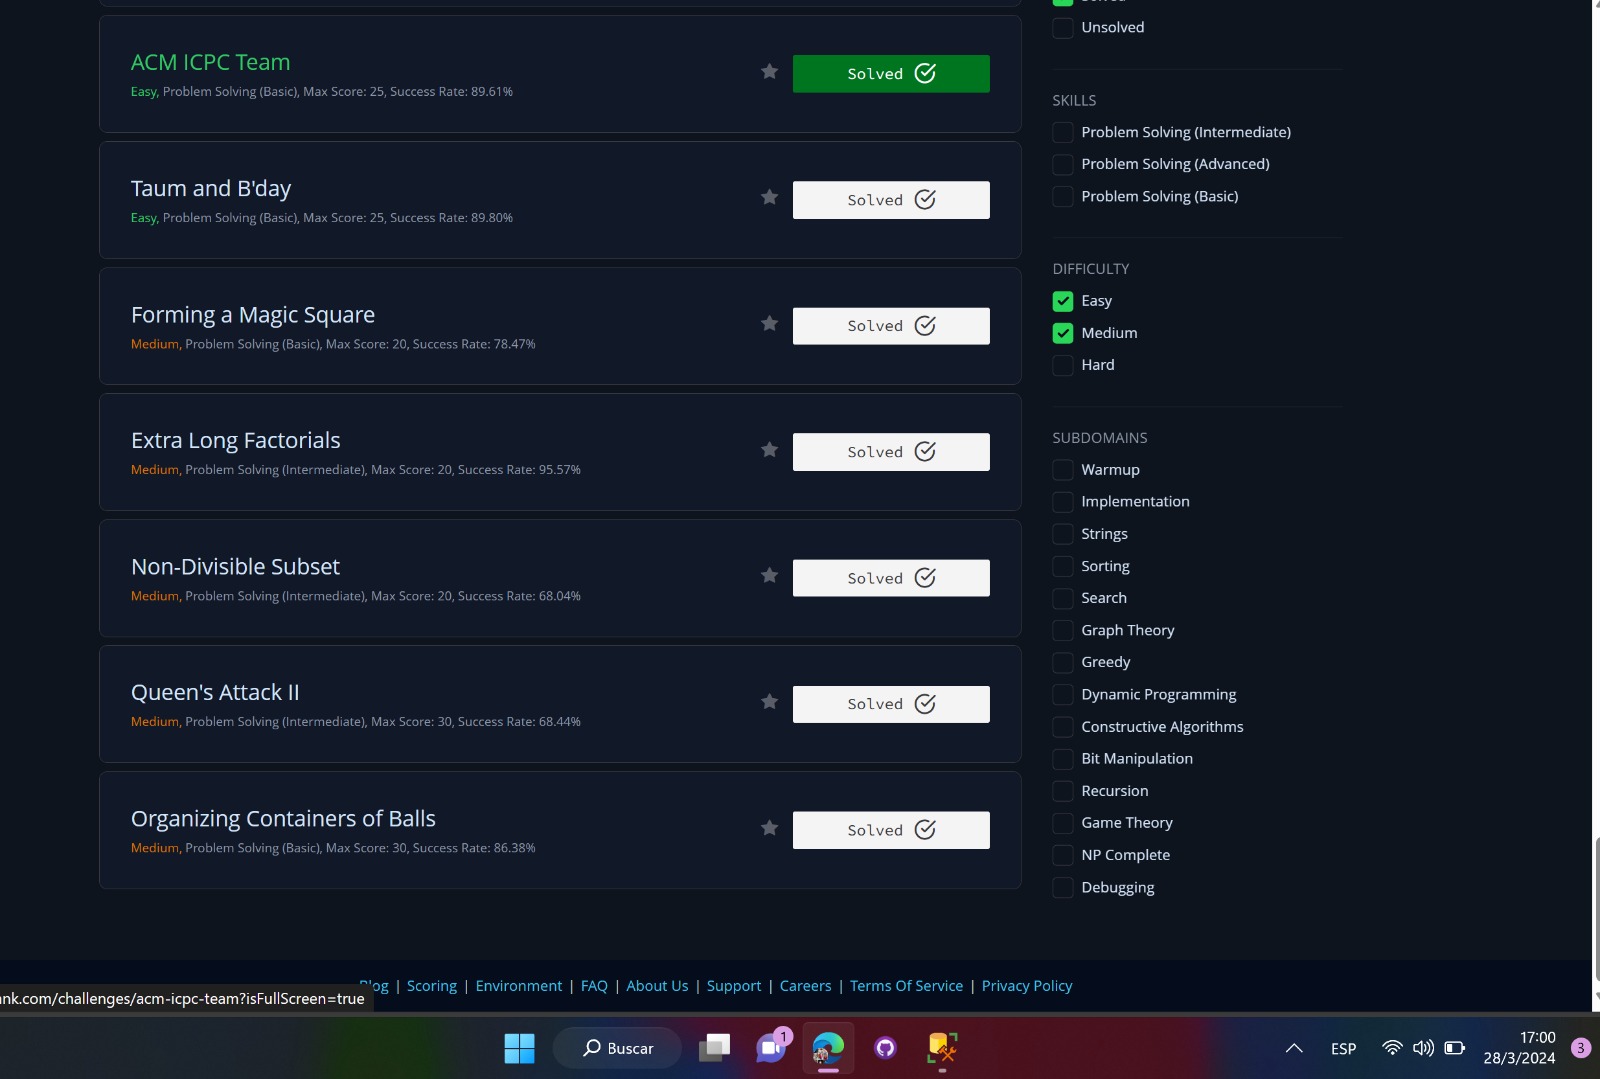 Unsolved
ACM ICPC Team
Easy, Problem Solving (Basic), Max Score: 25, Success Rate: 89.61%
Solved
Taum and B'day
Easy, Problem Solving (Basic), Max Score: 25, Success Rate: 89.80%
Solved
Forming a Magic Square
Medium, Problem Solving (Basic), Max Score: 20, Success Rate: 78.47%
Solved
Extra Long Factorials
Medium, Problem Solving (Intermediate), Max Score: 20, Success Rate: 95.57%
Solved
Non-Divisible Subset
Medium, Problem Solving (Intermediate), Max Score: 20, Success Rate: 68.04%
Solved
Queen's Attack II
Medium, Problem Solving (Intermediate), Max Score: 30, Success Rate: 68.44%
Solved
Organizing Containers of Balls
Medium, Problem Solving (Basic), Max Score: 30, Success Rate: 86.38%
Solved
SKILLS
Problem Solving (Intermediate)
Problem Solving (Advanced)
Problem Solving (Basic)
DIFFICULTY
Easy
Medium
Hard
SUBDOMAINS
Warmup
Implementation
Strings
Sorting
Search
Graph Theory
Greedy
Dynamic Programming
Constructive Algorithms
Bit Manipulation
Recursion
Game Theory
NP Complete
Debugging
Blog | Scoring | Environment | FAQ | About Us | Support | Careers | Terms Of Service | Privacy Policy
ank.com/challenges/acm-icpc-team?isFullScreen=true
Buscar
1
ESP
17:00
28/3/2024
3